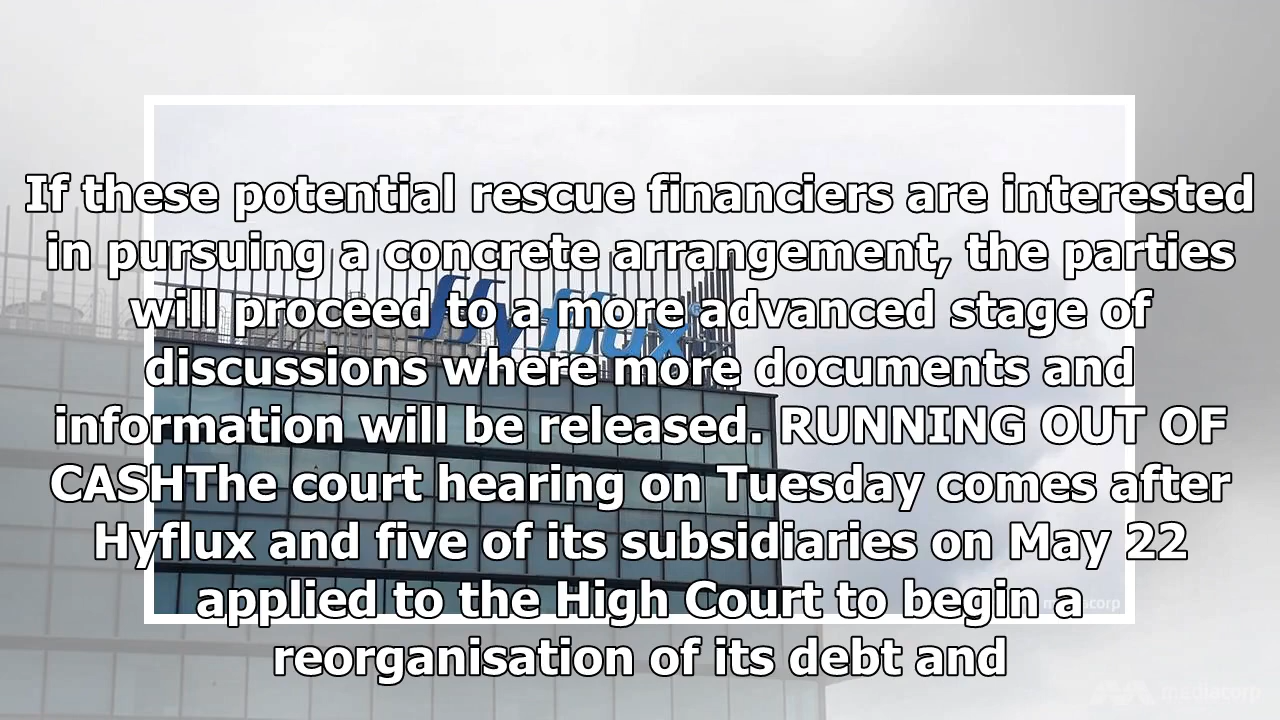 If these potential rescue financiers are interested
in pursuing a concrete arrangement, the parties
will proceed to a more advanced stage of
discussions where more documents and
information will be released. RUNNING OUT OF
CASHThe court hearing on Tuesday comes after
Hyflux and five of its subsidiaries on May 22
applied to the High Court to begin a
reorganisation of its debt and
Hyflux
mediacorp
mediacorp